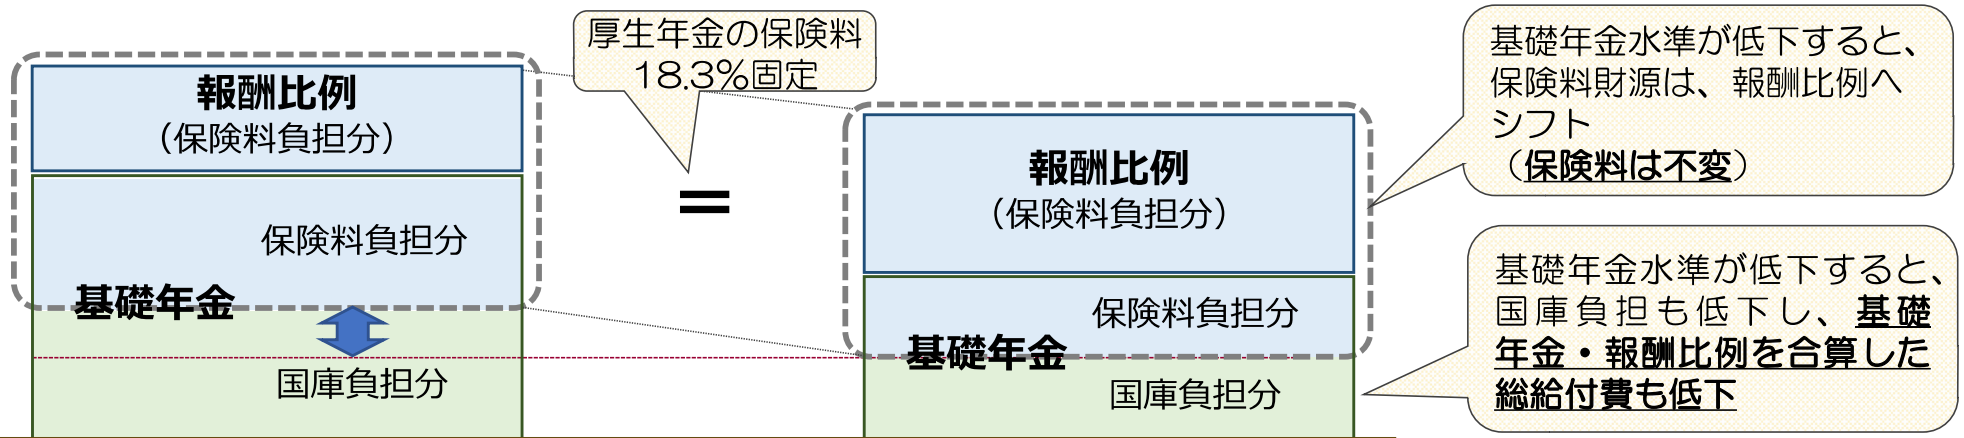 報酬比例
（保険料負担分）
保険料負担分
基礎年金
国庫負担分
厚生年金の保険料
18.3%固定
＝
報酬比例
（保険料負担分）
保険料負担分
基礎年金
国庫負担分
基礎年金水準が低下すると、
保険料財源は、報酬比例へ
シフト
（保険料は不変）
基礎年金水準が低下すると、
国庫負担も低下し、基礎
年金・報酬比例を合算した
総給付費も低下